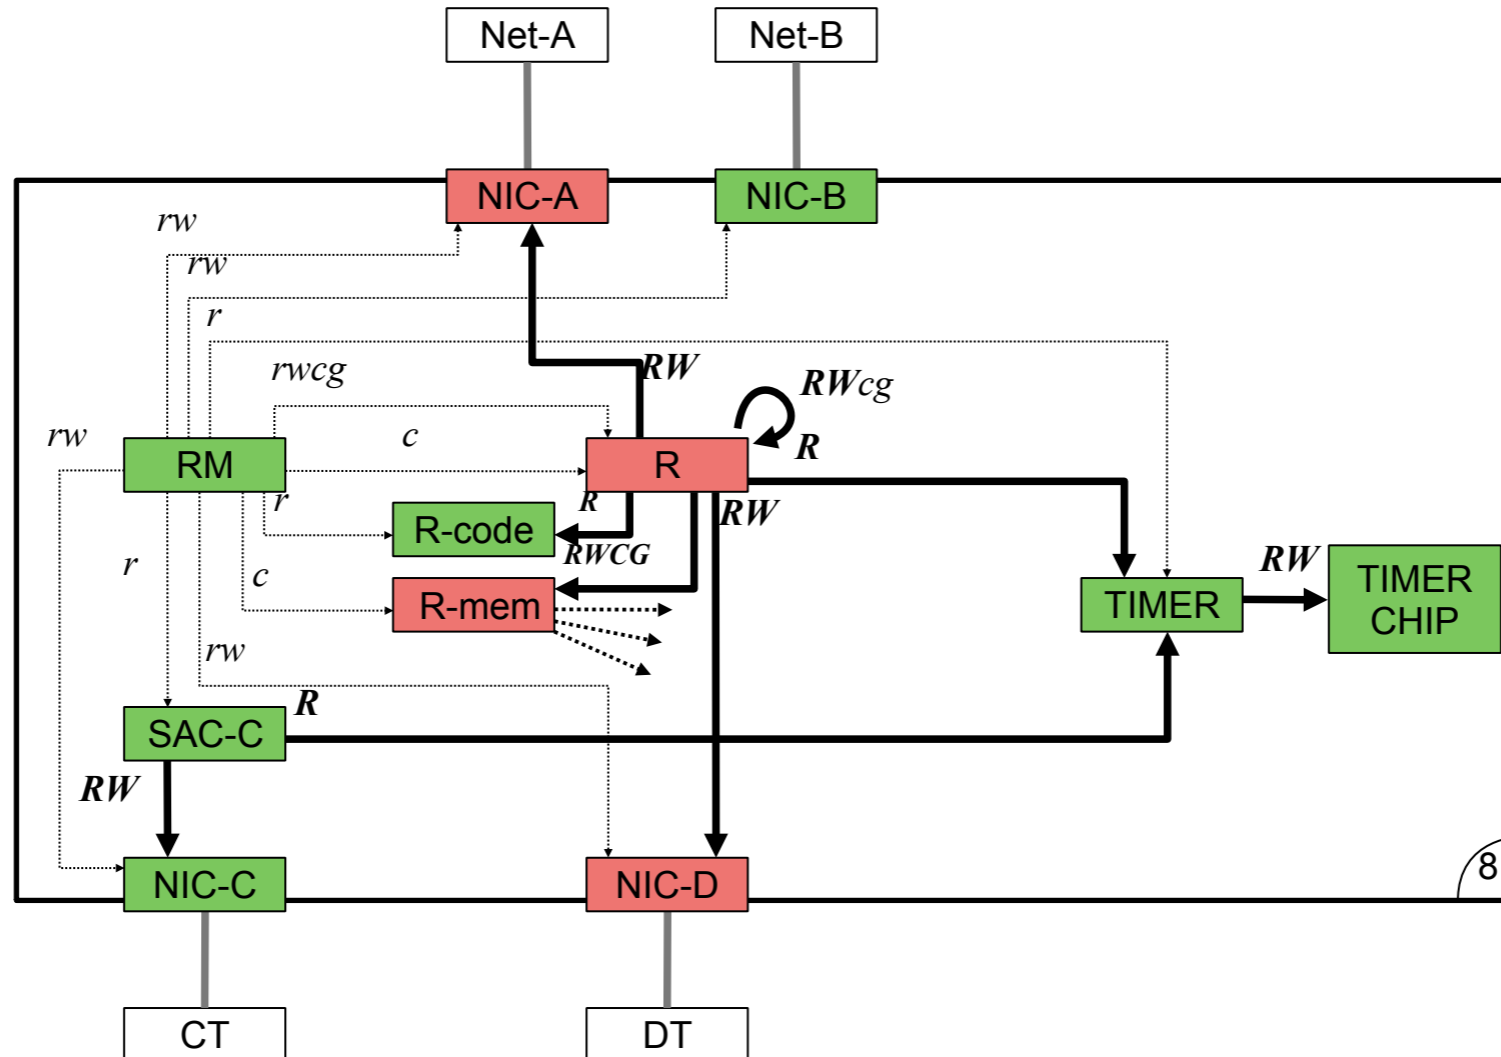 Net-A
Net-B
NIC-A
NIC-B
rw
rw
r
rwcg
RW
RWcg
rw
c
R
RM
R
r
R
RW
R-code
RWCG
r
c
RW
R-mem
TIMER
TIMER
CHIP
rw
R
SAC-C
RW
NIC-C
NIC-D
8
CT
DT